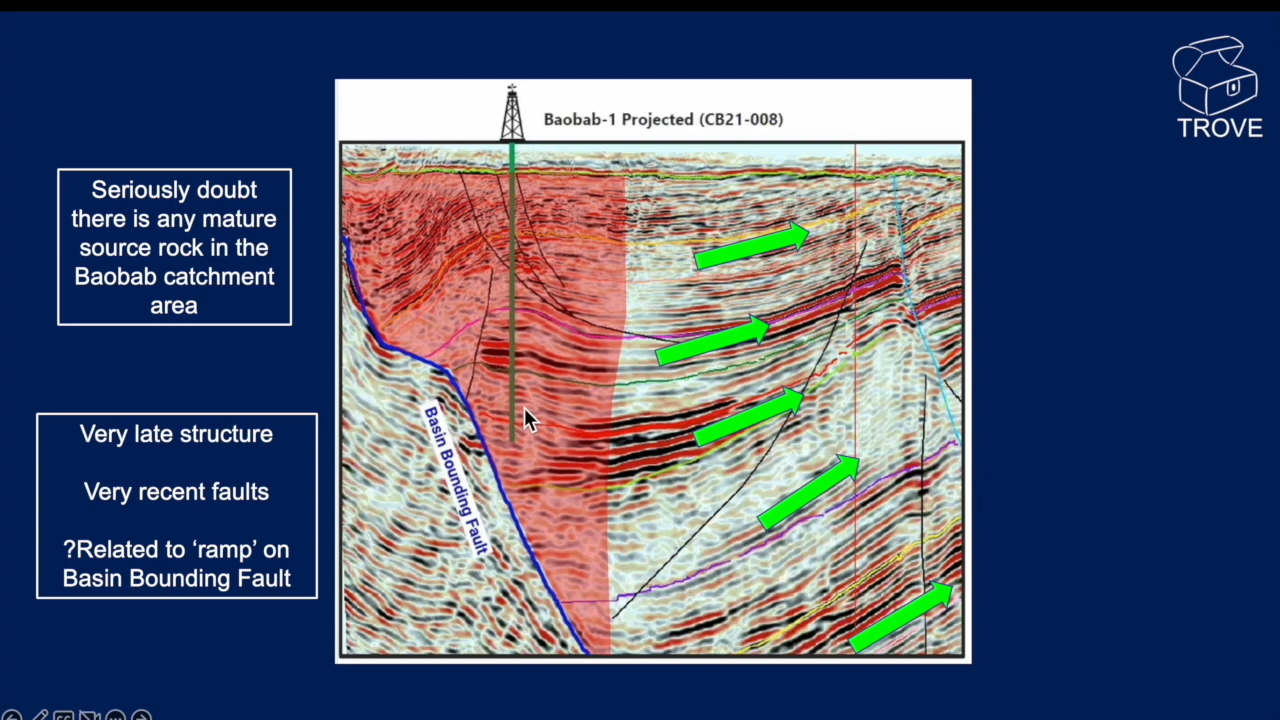 TROVE
Baobab-1 Projected (CB21-008)
Seriously doubt
there is any mature
source rock in the
Baobab catchment
area
Very late structure
Very recent faults
?Related to ‘ramp’ on
Basin Bounding Fault
Basin Bounding Fault